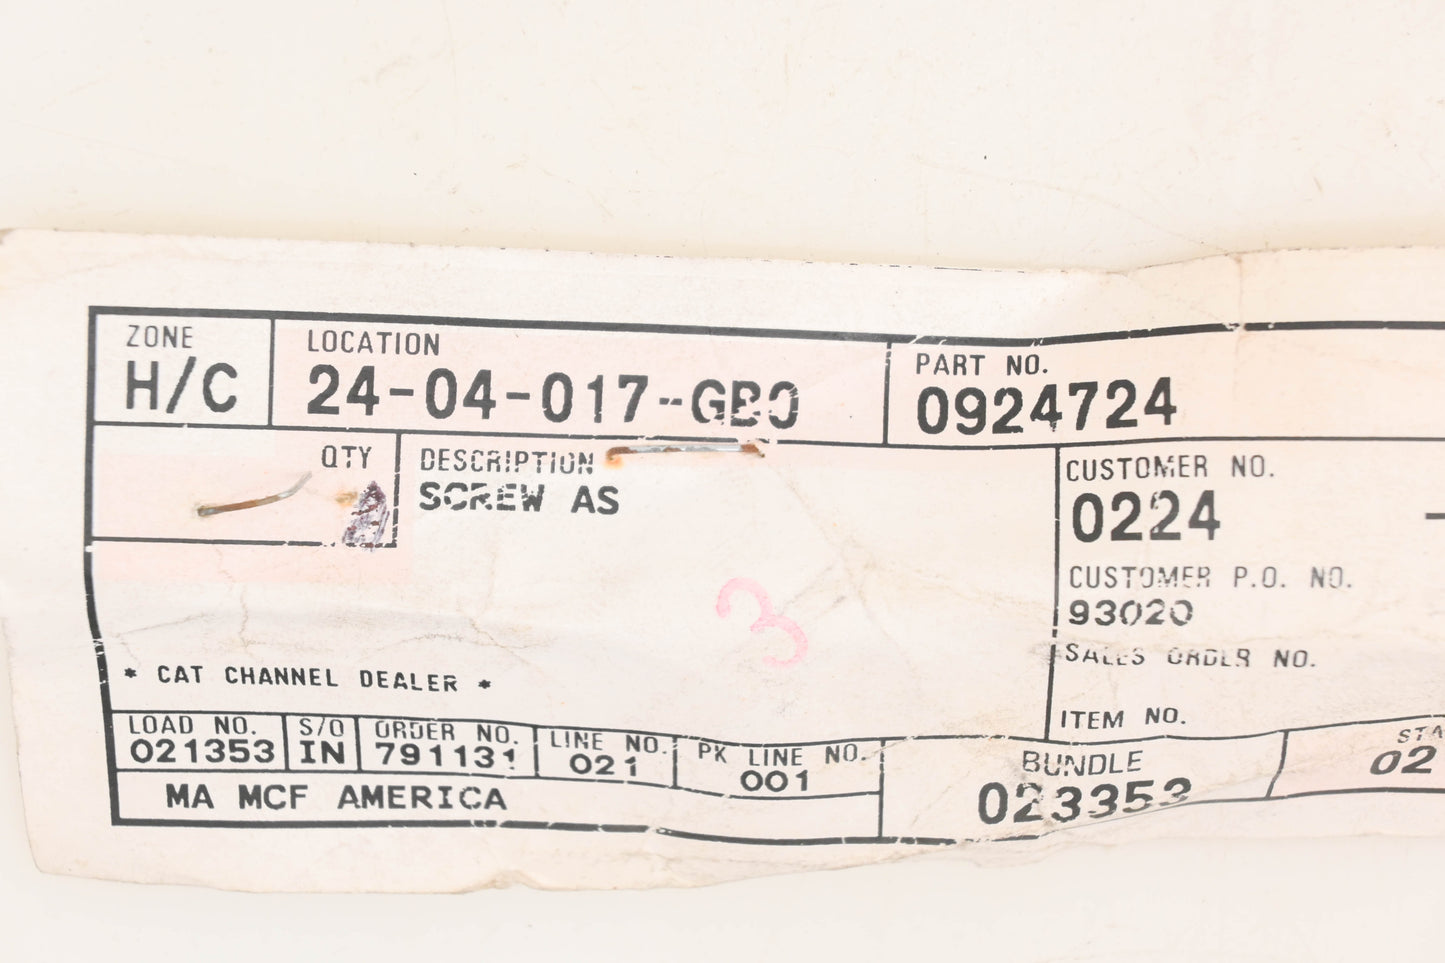 ZONE LOCATION PART NO.
H/C 24-04-017-GB0 0924724
QTY DESCRIPTION CUSTOMER NO.
SCREW AS 0224 -
CUSTOMER P.O. NO.
93020
3
SALES ORDER NO.
* CAT CHANNEL DEALER *
ITEM NO.
LOAD NO. S/O ORDER NO. LINE NO. PK LINE NO. BUNDLE STA
021353 IN 791131 021 001 023353 02
MA MCF AMERICA